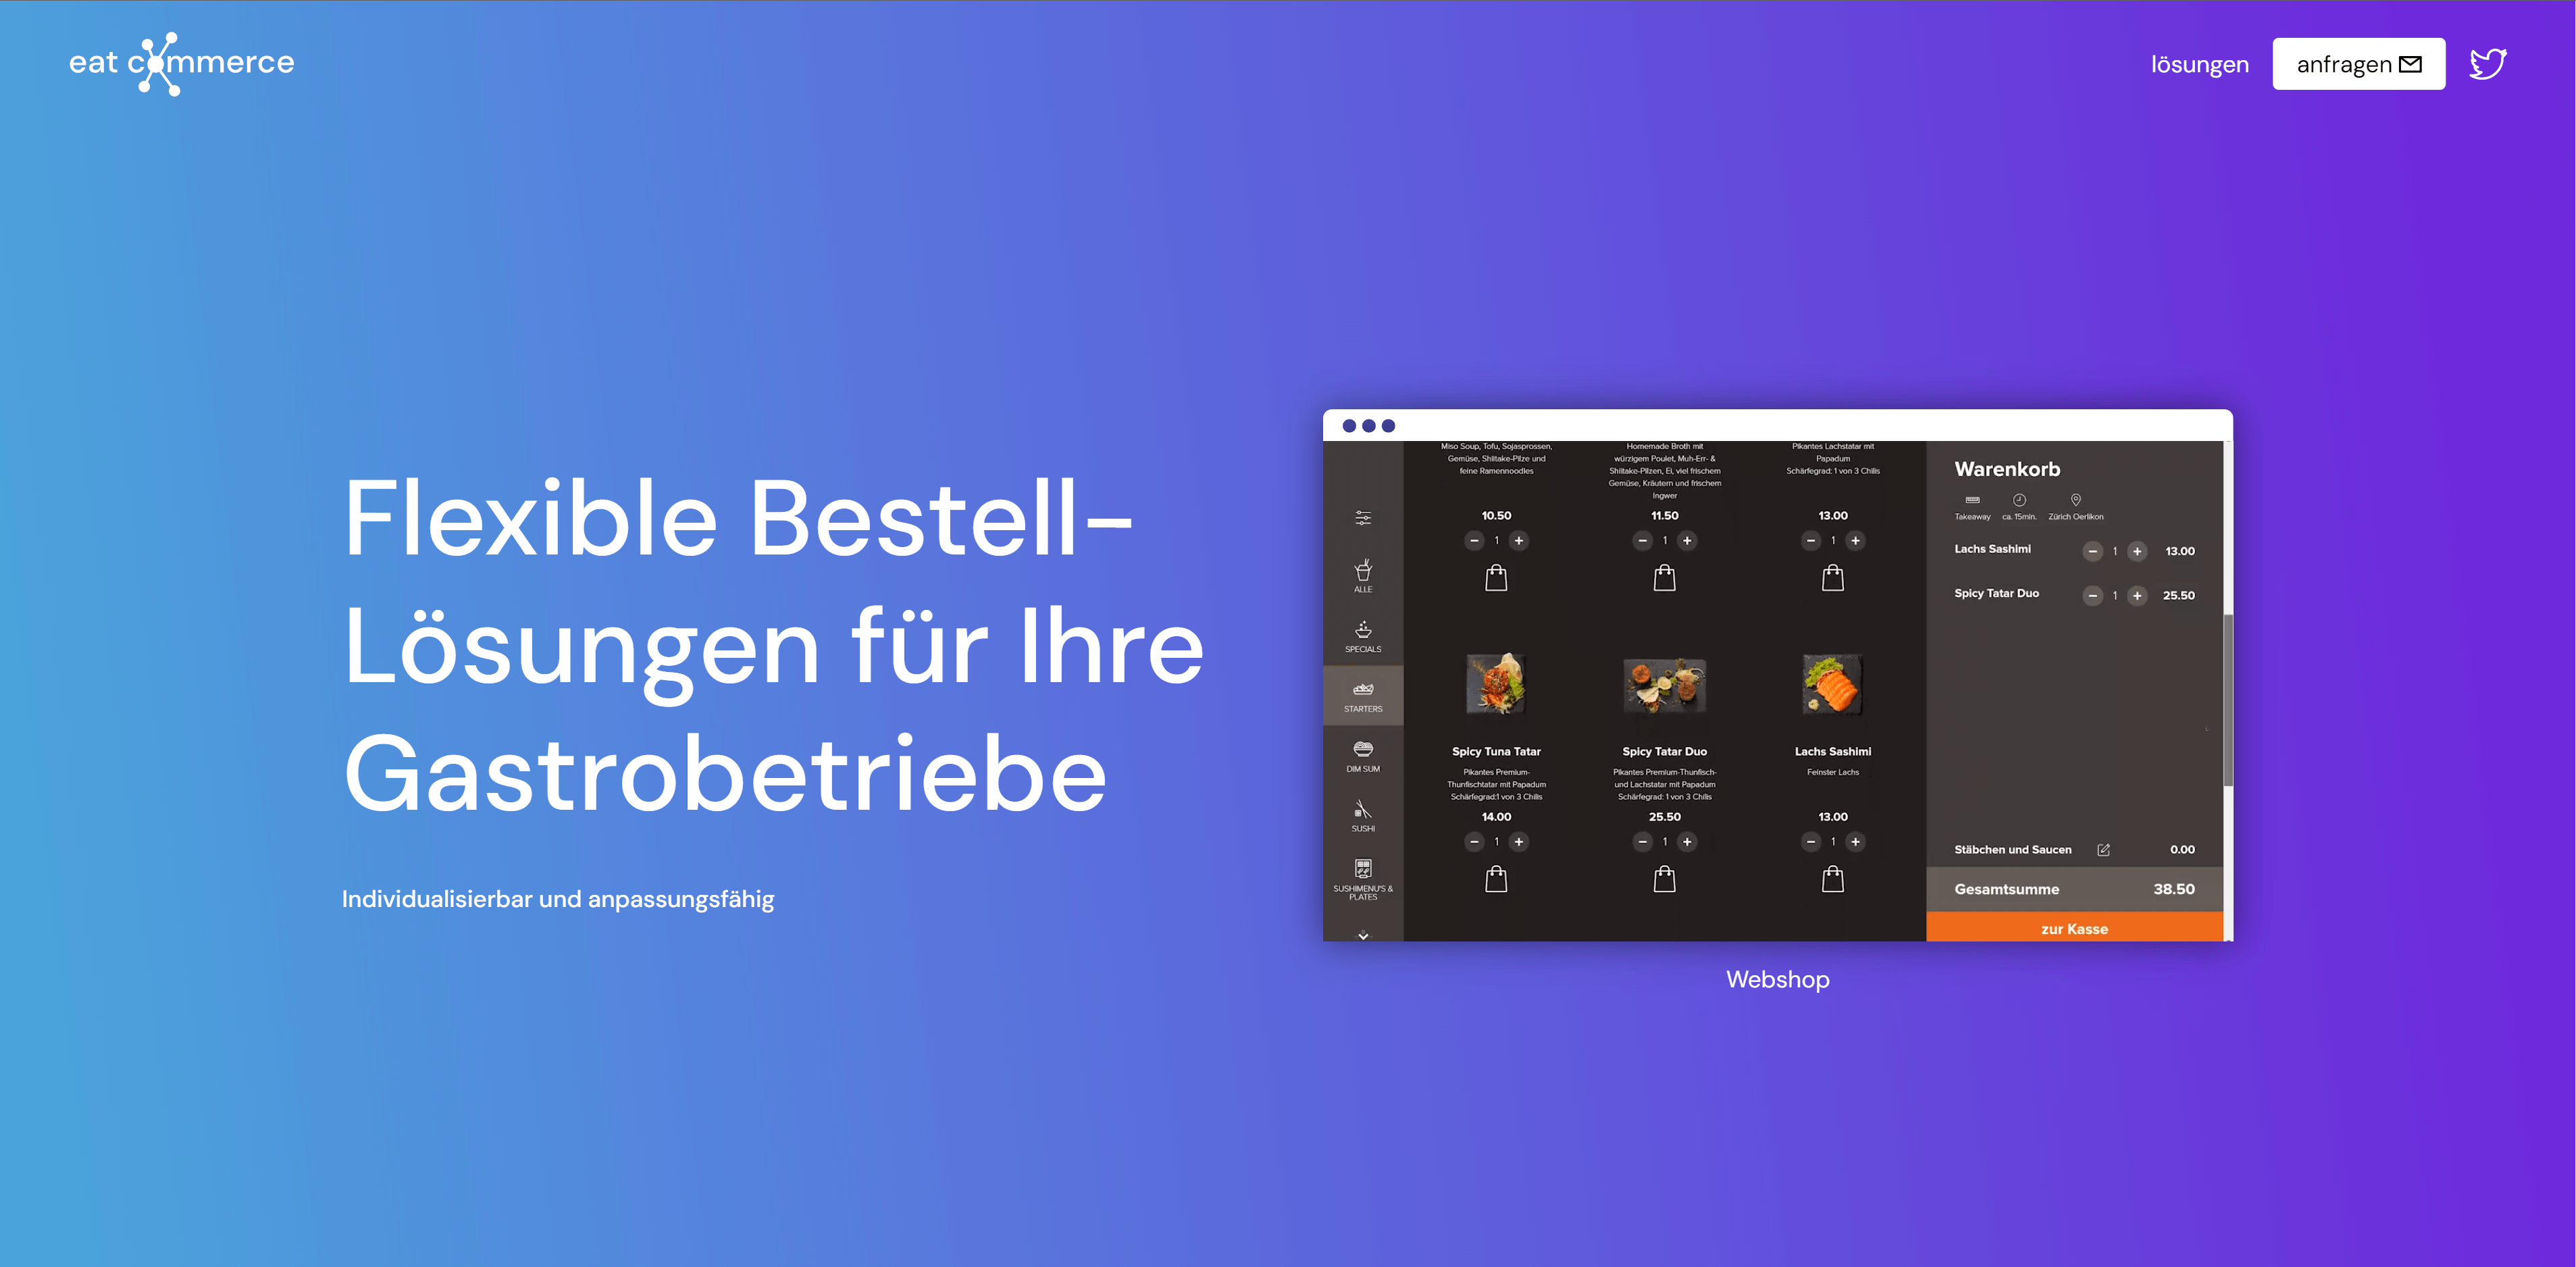 eat commerce
lösungen
anfragen
Flexible Bestell-
Lösungen für Ihre
Gastrobetriebe
Individualisierbar und anpassungsfähig
ALLE
SPECIALS
STARTERS
DIM SUM
SUSHI
SUSHIMENU'S &
PLATES
Miso Soup, Tofu, Sojasprossen,
Gemüse, Shiitake-Pilze und
feine Ramennoodles
10.50
1
Homemade Broth mit
würzigem Poulet, Muh-Err- &
Shiitake-Pilzen, Ei, viel frischem
Gemüse, Kräutern und frischem
Ingwer
11.50
1
Pikantes Lachstatar mit
Papadum
Schärfegrad: 1 von 3 Chilis
13.00
1
Spicy Tuna Tatar
Pikantes Premium-
Thunfischtatar mit Papadum
Schärfegrad:1 von 3 Chilis
14.00
1
Spicy Tatar Duo
Pikantes Premium-Thunfisch-
und Lachstatar mit Papadum
Schärfegrad: 1 von 3 Chilis
25.50
1
Lachs Sashimi
Feinster Lachs
13.00
1
Warenkorb
Takeaway ca. 15min. Zürich Oerlikon
Lachs Sashimi 1 13.00
Spicy Tatar Duo 1 25.50
Stäbchen und Saucen 0.00
Gesamtsumme 38.50
zur Kasse
Webshop